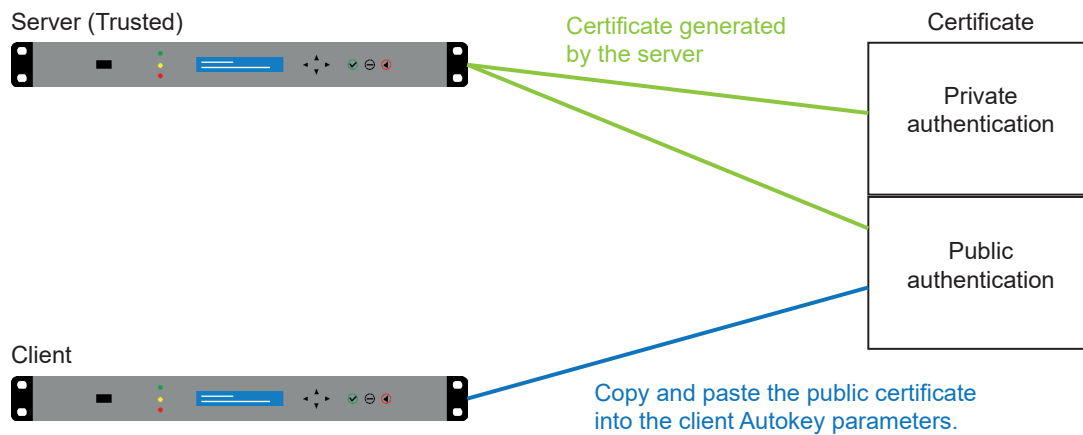 Server (Trusted)
Certificate generated
by the server
Certificate
Private
authentication
Public
authentication
Client
Copy and paste the public certificate
into the client Autokey parameters.